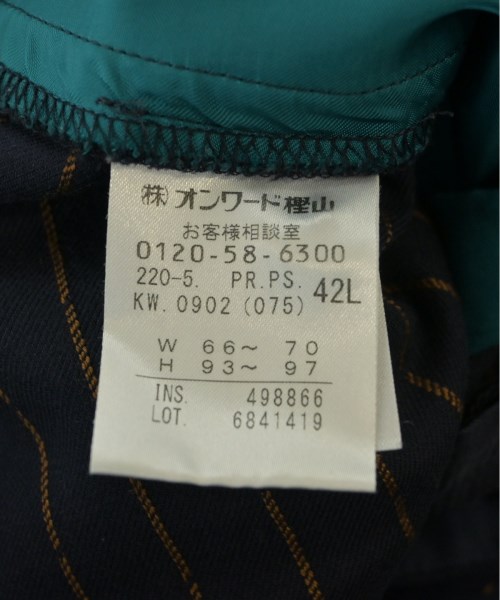 (株)オンワード樫山
お客様相談室
0120-58-6300
220-5. PR.PS. 42L
KW. 0902 (075)
W 66～ 70
H 93～ 97
INS. 498866
LOT. 6841419